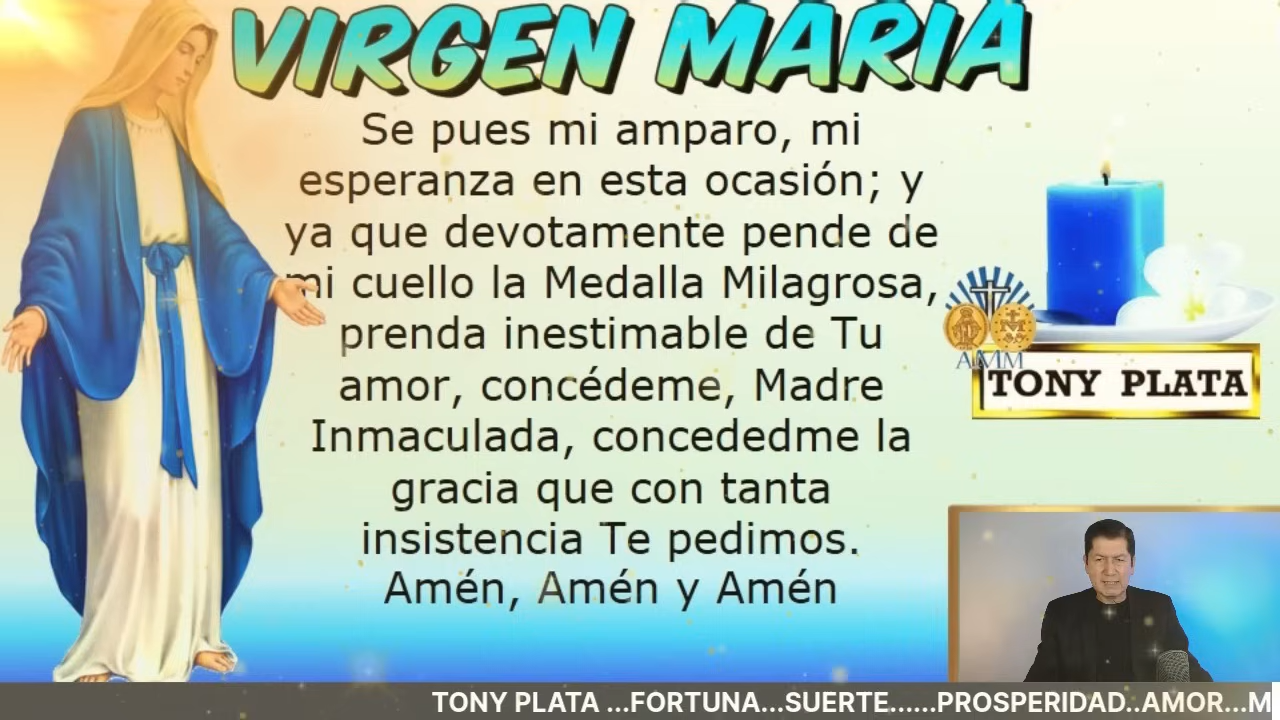 VIRGEN MARIA
Se pues mi amparo, mi
esperanza en esta ocasión; y
ya que devotamente pende de
mi cuello la Medalla Milagrosa,
prenda inestimable de Tu
amor, concédeme, Madre
Inmaculada, concededme la
gracia que con tanta
insistencia Te pedimos.
Amén, Amén y Amén
AMM
TONY PLATA
TONY PLATA ...FORTUNA...SUERTE......PROSPERIDAD..AMOR...M